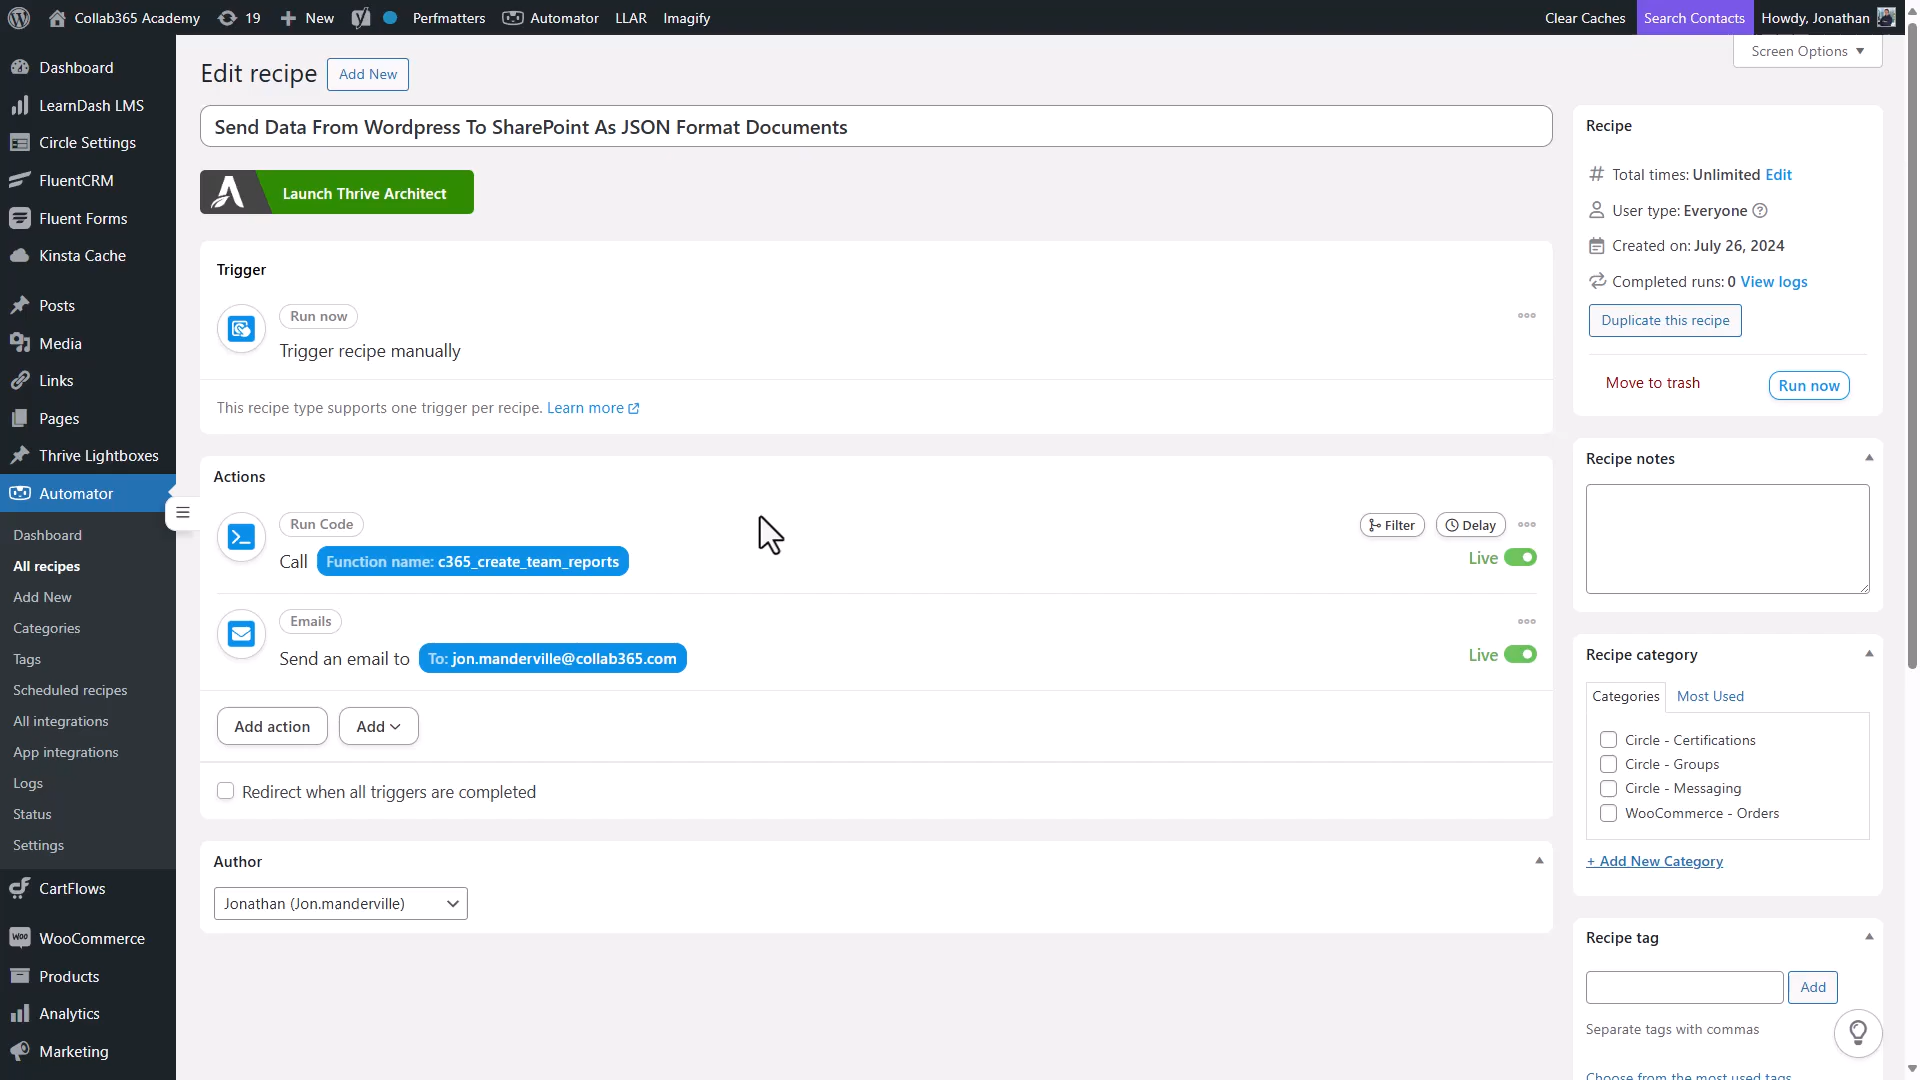 Collab365 Academy
19
New
Perfmatters
Automator
LLAR
Imagify
Clear Caches
Search Contacts
Howdy, Jonathan
Screen Options
Dashboard
LearnDash LMS
Circle Settings
FluentCRM
Fluent Forms
Kinsta Cache
Posts
Media
Links
Pages
Thrive Lightboxes
Automator
Dashboard
All recipes
Add New
Categories
Tags
Scheduled recipes
All integrations
App integrations
Logs
Status
Settings
CartFlows
WooCommerce
Products
Analytics
Marketing
Edit recipe
Add New
Send Data From Wordpress To SharePoint As JSON Format Documents
Launch Thrive Architect
Trigger
Run now
Trigger recipe manually
This recipe type supports one trigger per recipe. Learn more
Actions
Run Code
Call Function name: c365_create_team_reports
Filter
Delay
Live
Emails
Send an email to To: jon.manderville@collab365.com
Live
Add action
Add
Redirect when all triggers are completed
Author
Jonathan (Jon.manderville)
Recipe
Total times: Unlimited Edit
User type: Everyone
Created on: July 26, 2024
Completed runs: 0 View logs
Duplicate this recipe
Move to trash
Run now
Recipe notes
Recipe category
Categories
Most Used
Circle - Certifications
Circle - Groups
Circle - Messaging
WooCommerce - Orders
+ Add New Category
Recipe tag
Add
Separate tags with commas
Choose from the most used tags